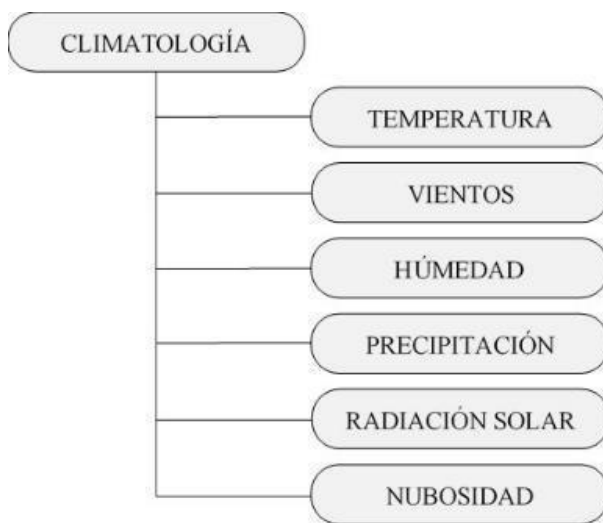 CLIMATOLOGÍA
TEMPERATURA
VIENTOS
HÚMEDAD
PRECIPITACIÓN
RADIACIÓN SOLAR
NUBOSIDAD